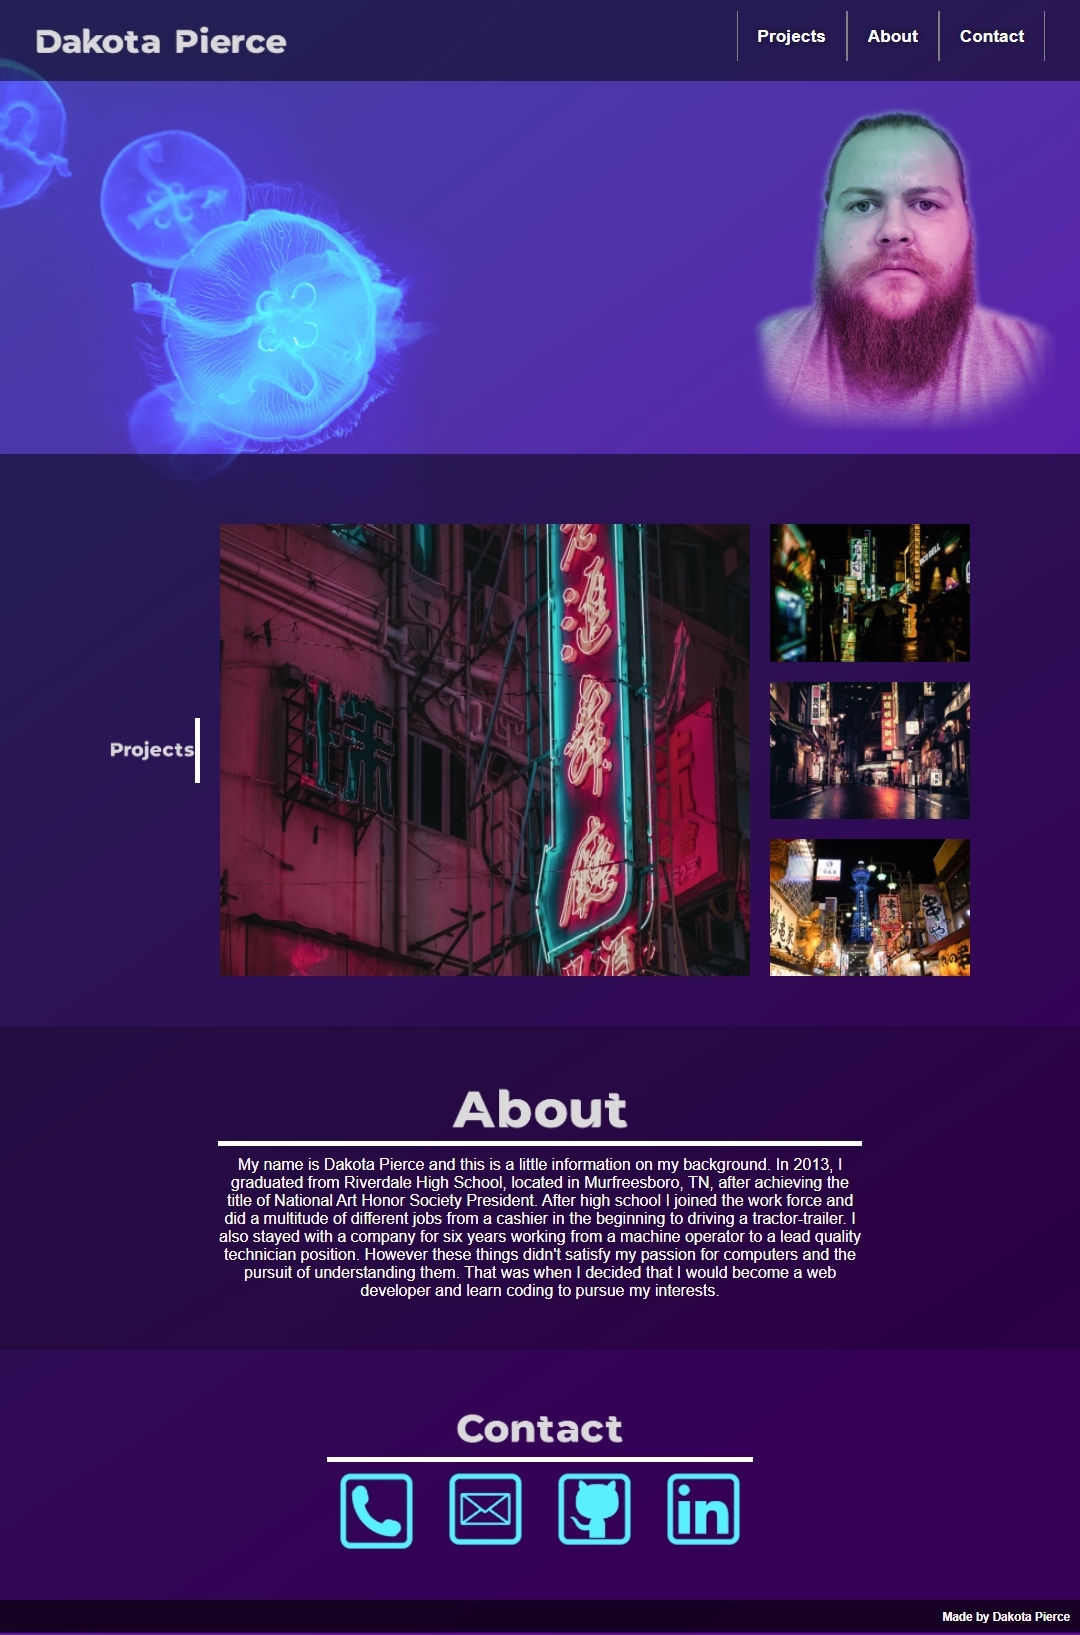 Dakota Pierce
Projects
About
Contact
Projects
About
My name is Dakota Pierce and this is a little information on my background. In 2013, I
graduated from Riverdale High School, located in Murfreesboro, TN, after achieving the
title of National Art Honor Society President. After high school I joined the work force and
did a multitude of different jobs from a cashier in the beginning to driving a tractor-trailer. I
also stayed with a company for six years working from a machine operator to a lead quality
technician position. However these things didn't satisfy my passion for computers and the
pursuit of understanding them. That was when I decided that I would become a web
developer and learn coding to pursue my interests.
Contact
in
Made by Dakota Pierce